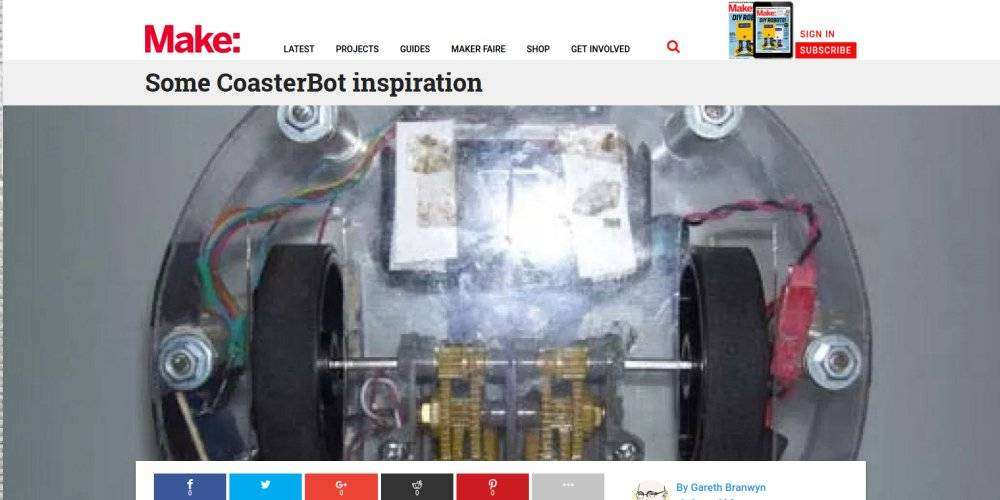 Make:
LATEST PROJECTS GUIDES MAKER FAIRE SHOP GET INVOLVED
Make:
Make:
DIY ROBOTS!
SIGN IN
SUBSCRIBE
Some CoasterBot inspiration
0
G+
0
0
0
By Gareth Branwyn